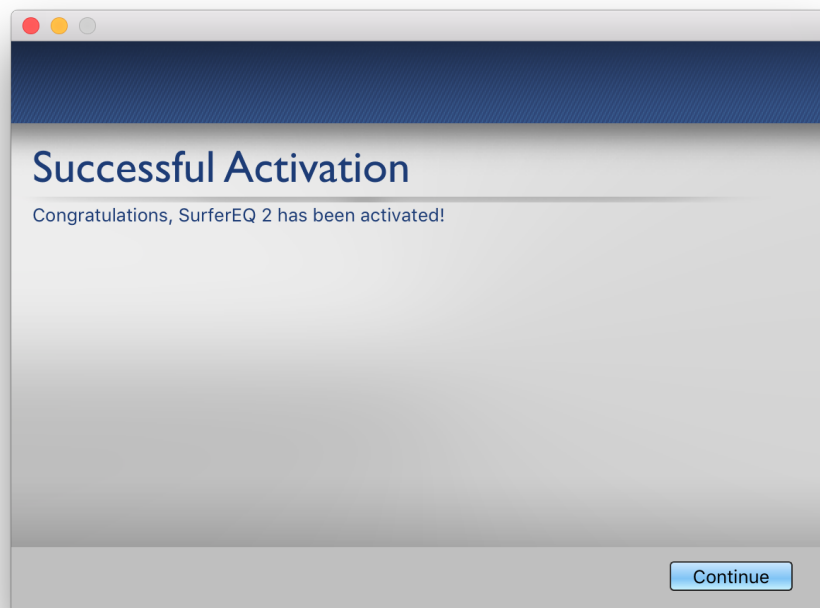 Successful Activation
Congratulations, SurferEQ 2 has been activated!
Continue